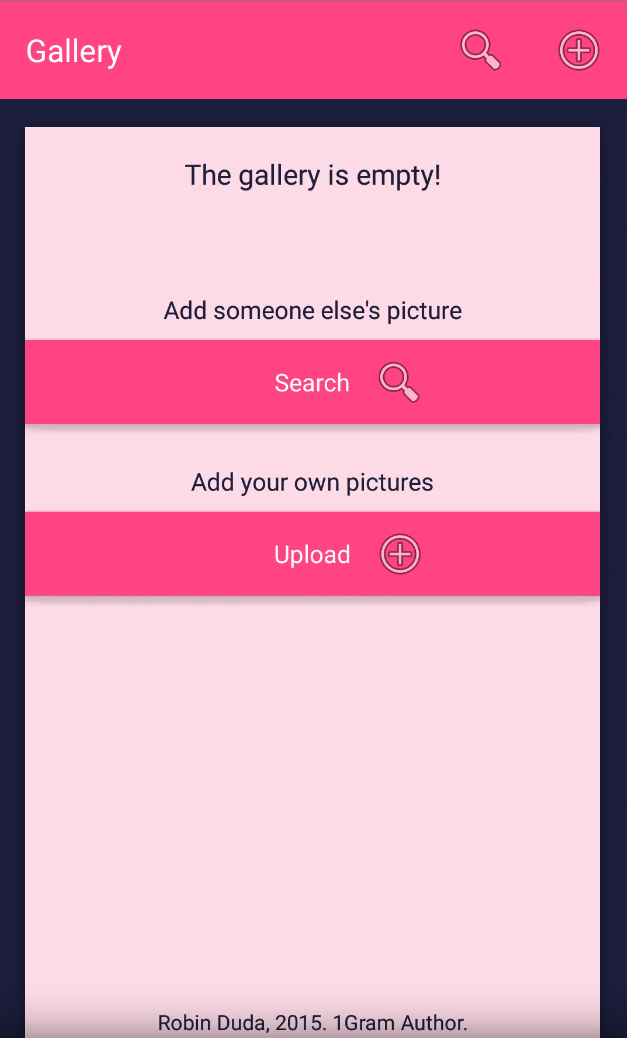 Gallery
The gallery is empty!
Add someone else's picture
Search
Add your own pictures
Upload
Robin Duda, 2015. 1Gram Author.